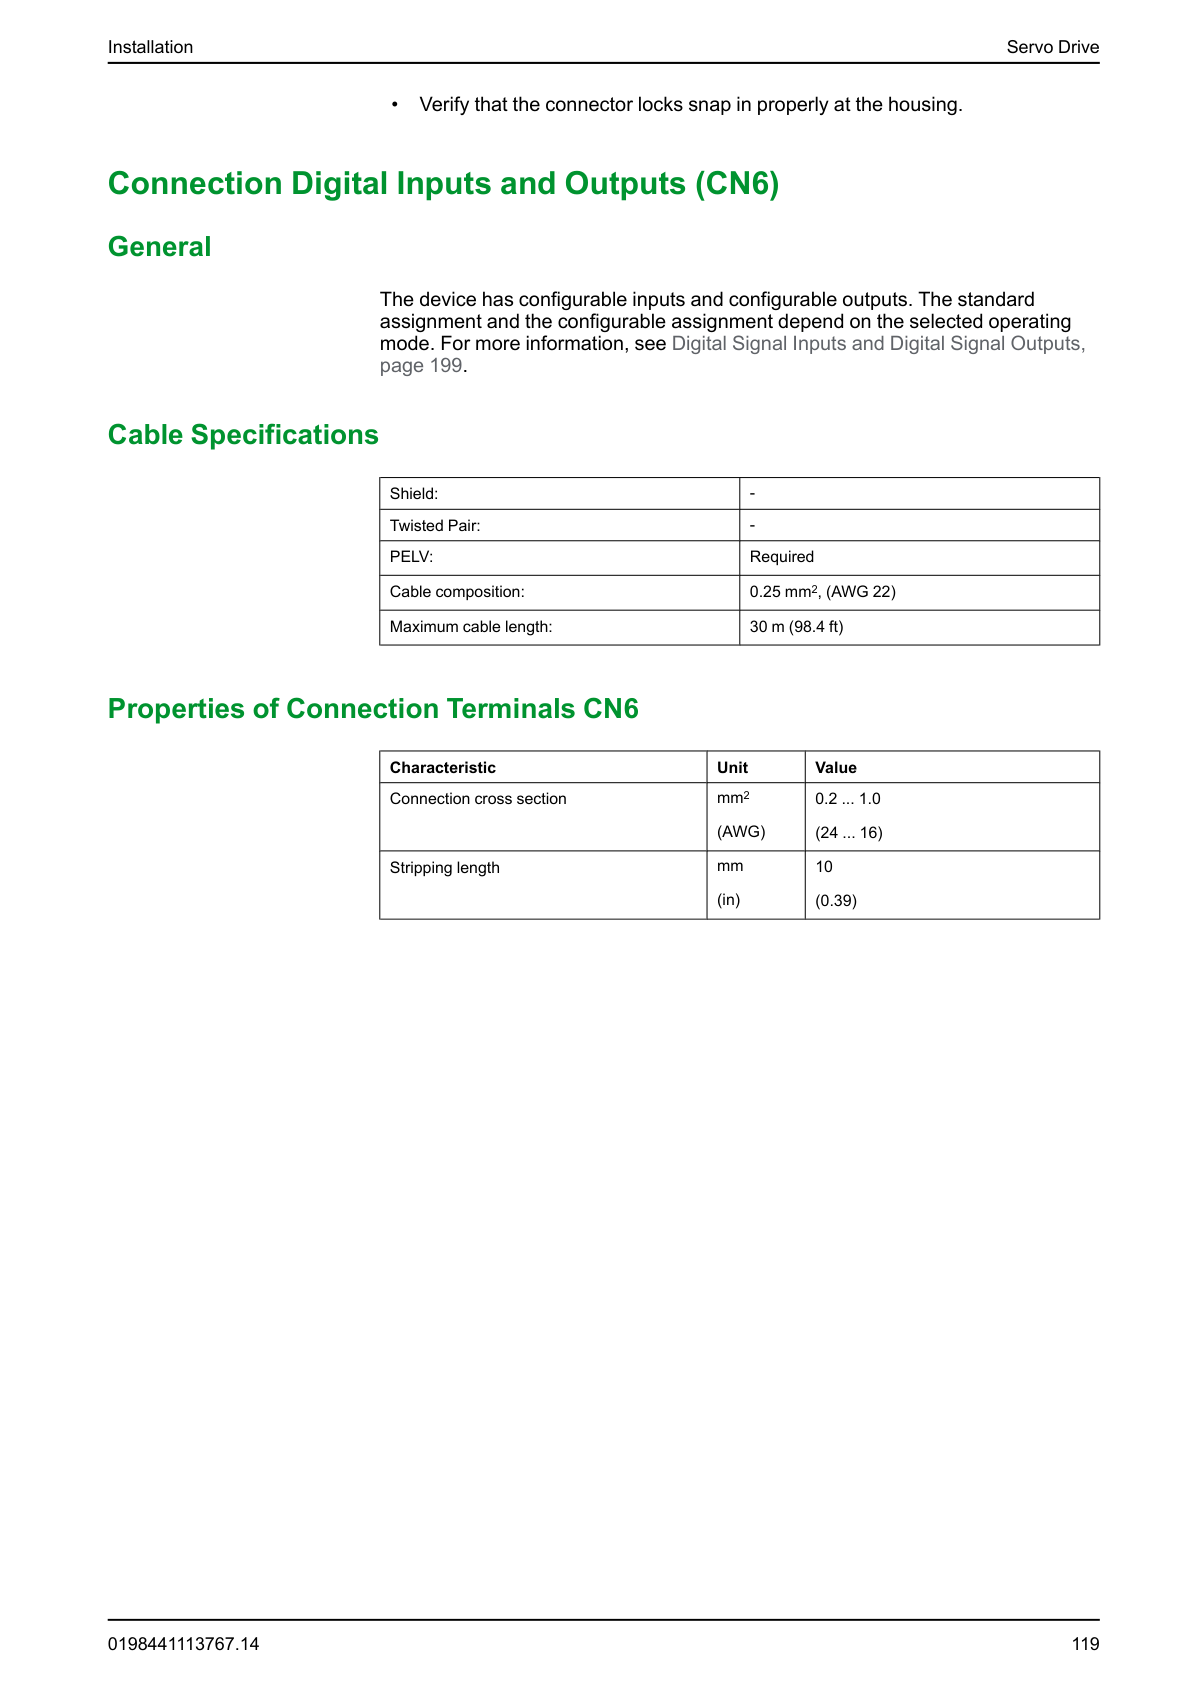 Installation Servo Drive
• Verify that the connector locks snap in properly at the housing.
Connection Digital Inputs and Outputs (CN6)
General
The device has configurable inputs and configurable outputs. The standard
assignment and the configurable assignment depend on the selected operating
mode. For more information, see Digital Signal Inputs and Digital Signal Outputs,
page 199.
Cable Specifications
Shield: -
Twisted Pair: -
PELV: Required
Cable composition: 0.25 mm², (AWG 22)
Maximum cable length: 30 m (98.4 ft)
Properties of Connection Terminals CN6
Characteristic Unit Value
Connection cross section mm² 0.2 ... 1.0
(AWG) (24 ... 16)
Stripping length mm 10
(in) (0.39)
0198441113767.14 119